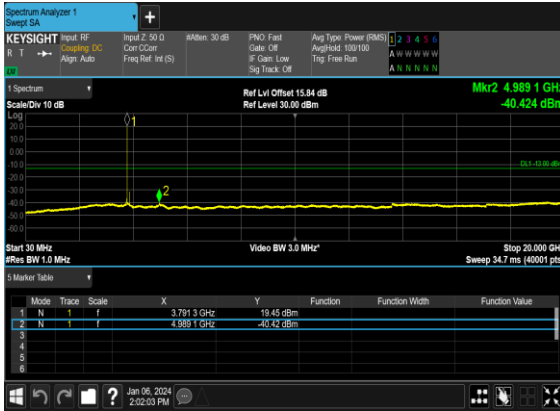 Spectrum Analyzer 1
Swept SA
+
KEYSIGHT Input: RF Input Z: 50 Ω #Atten: 30 dB PNO: Fast Avg Type: Power (RMS) 1 2 3 4 5 6
R T Coupling: DC Corr CCorr Gate: Off Avg|Hold: 100/100 A W W W W W
Align: Auto Freq Ref: Int (S) IF Gain: Low Trig: Free Run
Sig Track: Off A N N N N N
1 Spectrum
Ref Lvl Offset 15.84 dB Mkr2 4.989 1 GHz
Scale/Div 10 dB Ref Level 30.00 dBm -40.424 dBm
Log
20.0
10.0
0.00
-10.0
-20.0
-30.0
-40.0
-50.0
-60.0
1
2
DL1 -13.00 dBm
Start 30 MHz Video BW 3.0 MHz* Stop 20.000 GHz
#Res BW 1.0 MHz Sweep 34.7 ms (40001 pts)
5 Marker Table
Mode Trace Scale X Y Function Function Width Function Value
1 N 1 f 3.791 3 GHz 19.45 dBm
2 N 1 f 4.989 1 GHz -40.42 dBm
3
4
5
6
? Jan 06, 2024
2:02:03 PM